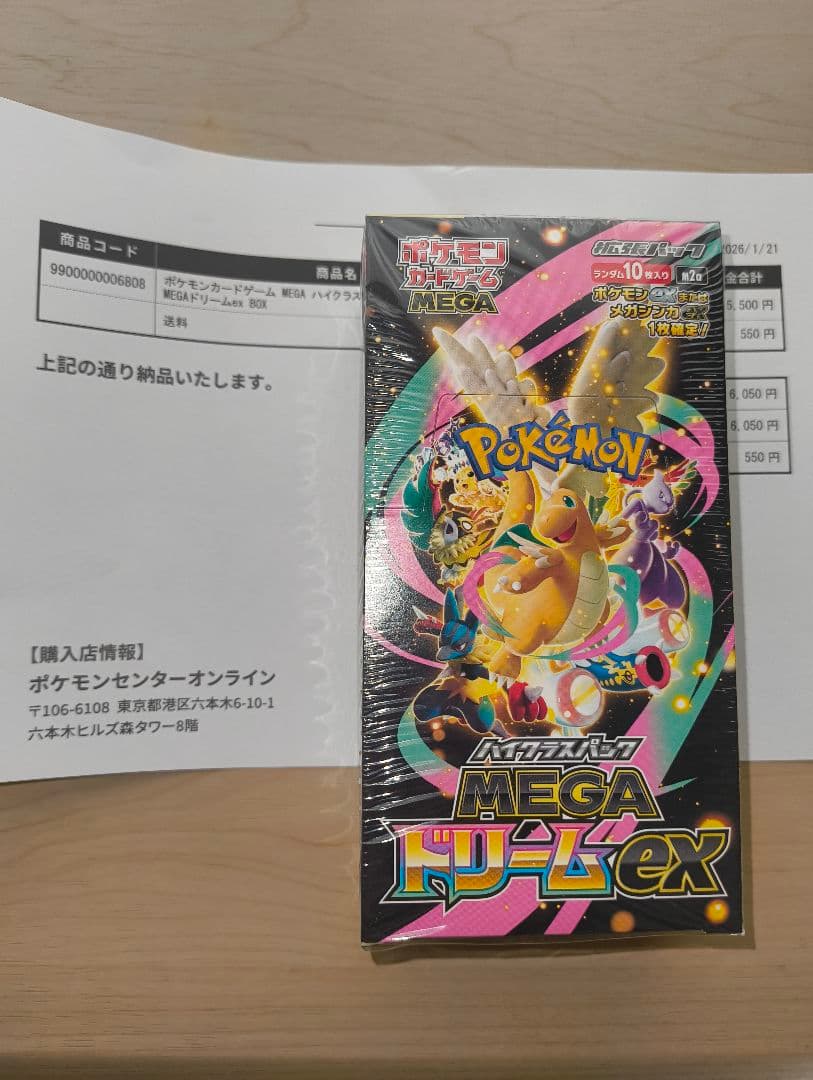 2026/1/21
商品コード
商品名
金合計
9900000006808
ポケモンカードゲーム MEGA ハイクラス
MEGAドリームex BOX
5,500 円
送料
550 円
上記の通り納品いたします。
6,050 円
6,050 円
550 円
【購入店情報】
ポケモンセンターオンライン
〒106-6108 東京都港区六本木6-10-1
六本木ヒルズ森タワー8階
ポケモン
カードゲーム
MEGA
拡張パック
ランダム10枚入り
m2a
ポケモンexまたは
メガシンカex
1枚確定!
POKéMON
ハイクラスパック
MEGA
ドリームex